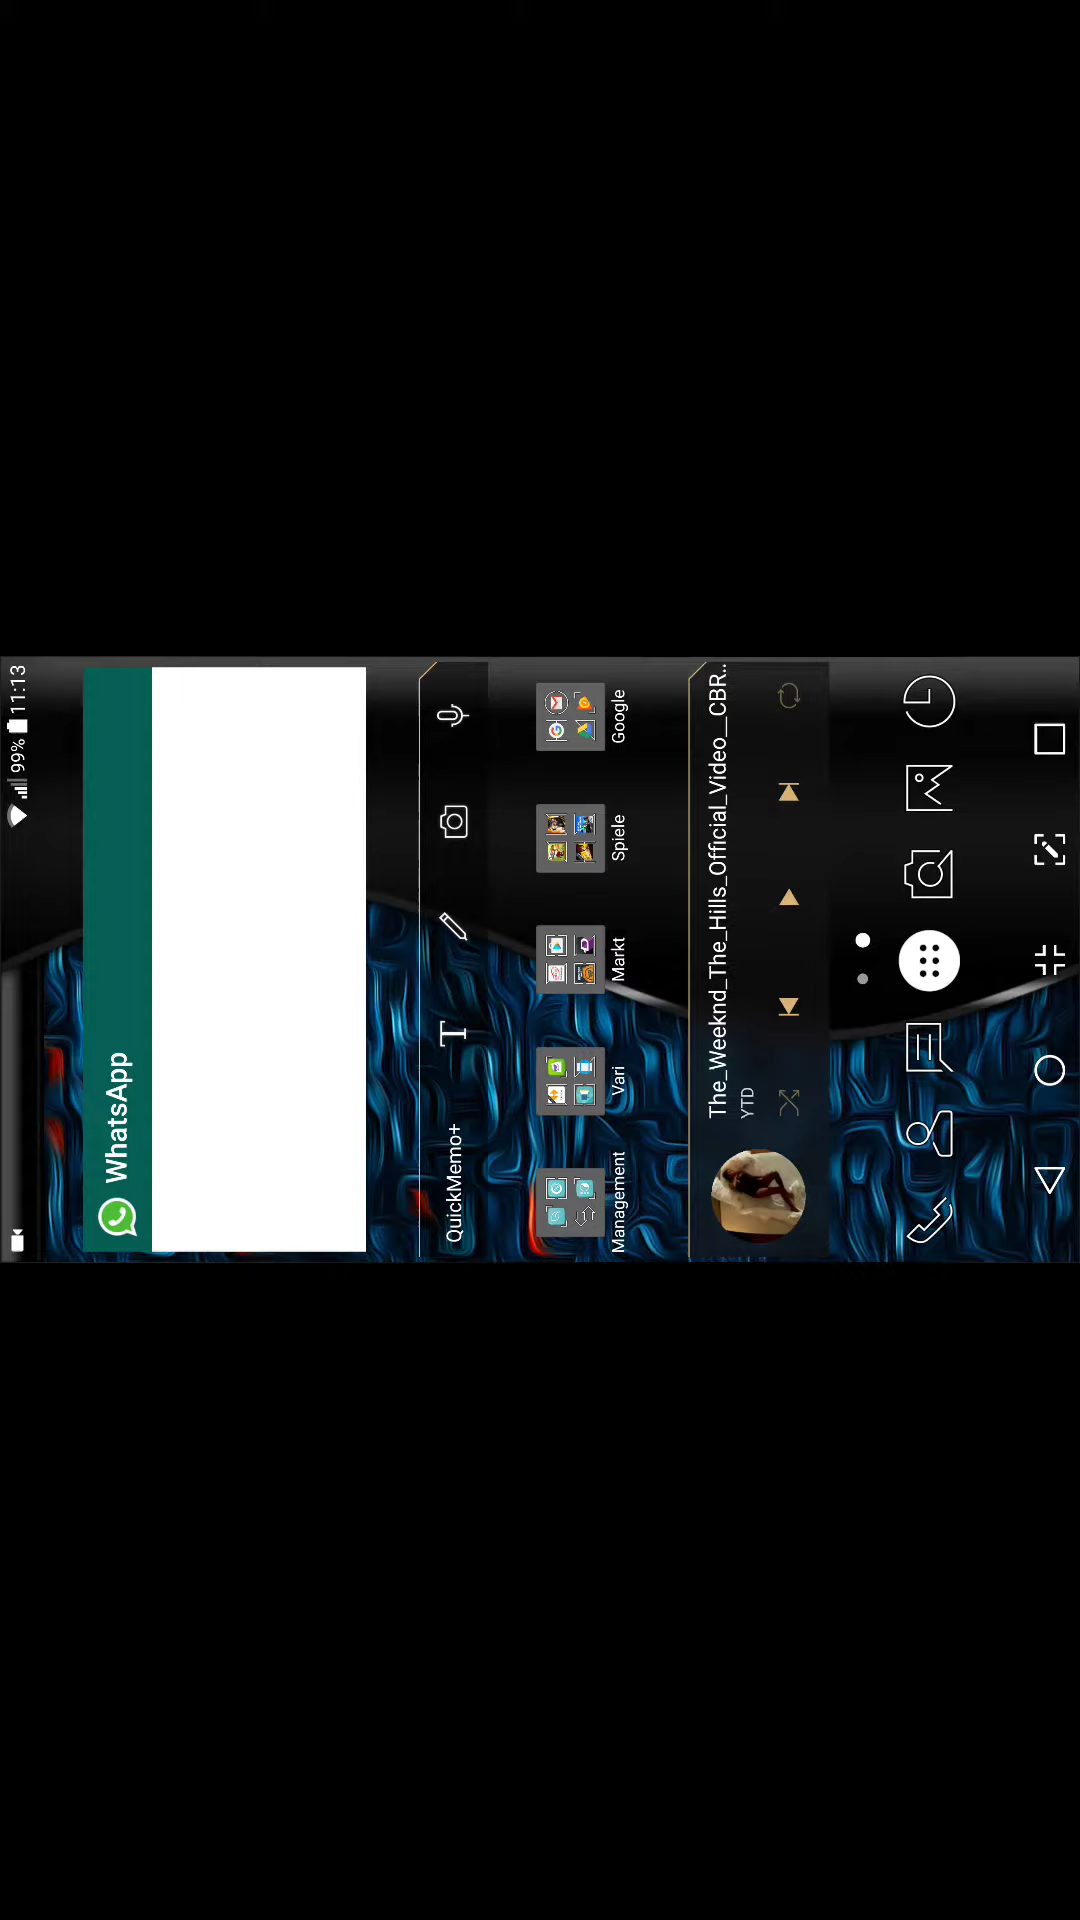 99% 11:13
WhatsApp
QuickMemo+
Management Vari Markt Spiele Google
The_Weeknd_The_Hills_Official_Video__CBR..
YTD